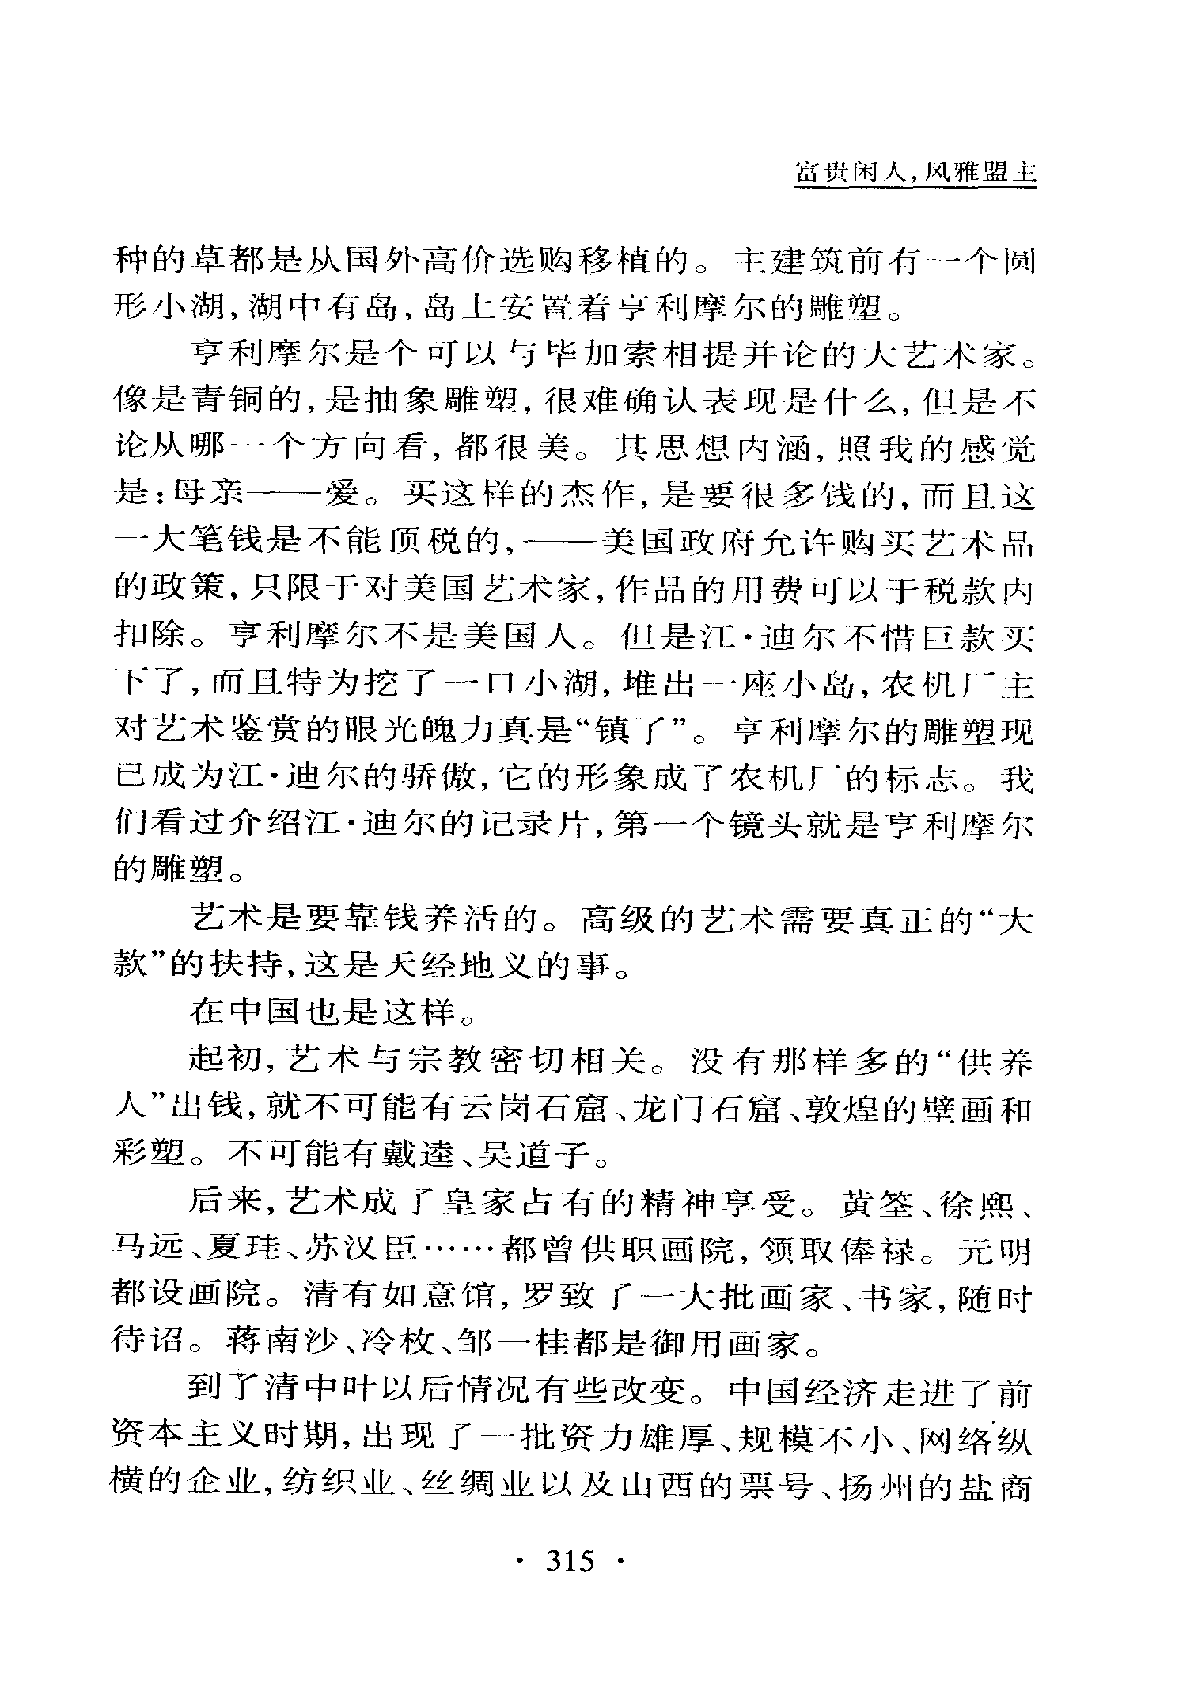 富贵闲人，风雅盟主
种的草都是从国外高价选购移植的。主建筑前有一个圆
形小湖，湖中有岛，岛上安置着亨利摩尔的雕塑。
亨利摩尔是个可以与毕加索相提并论的大艺术家。
像是青铜的，是抽象雕塑，很难确认表现是什么，但是不
论从哪一个方向看，都很美。其思想内涵，照我的感觉
是：母亲——爱。买这样的杰作，是要很多钱的，而且这
一大笔钱是不能顶税的，——美国政府允许购买艺术品
的政策，只限于对美国艺术家，作品的用费可以于税款内
扣除。亨利摩尔不是美国人。但是江·迪尔不惜巨款买
下了，而且特为挖了一口小湖，堆出一座小岛，农机厂主
对艺术鉴赏的眼光魄力真是“镇了”。亨利摩尔的雕塑现
已成为江·迪尔的骄傲，它的形象成了农机厂的标志。我
们看过介绍江·迪尔的记录片，第一个镜头就是亨利摩尔
的雕塑。
艺术是要靠钱养活的。高级的艺术需要真正的“大
款”的扶持，这是天经地义的事。
在中国也是这样。
起初，艺术与宗教密切相关。没有那样多的“供养
人”出钱，就不可能有云岗石窟、龙门石窟、敦煌的壁画和
彩塑。不可能有戴逵、吴道子。
后来，艺术成了皇家占有的精神享受。黄筌、徐熙、
马远、夏珪、苏汉臣……都曾供职画院，领取俸禄。元明
都设画院。清有如意馆，罗致了一大批画家、书家，随时
待诏。蒋南沙、冷枚、邹一桂都是御用画家。
到了清中叶以后情况有些改变。中国经济走进了前
资本主义时期，出现了一批资力雄厚、规模不小、网络纵
横的企业，纺织业、丝绸业以及山西的票号、扬州的盐商
· 315 ·